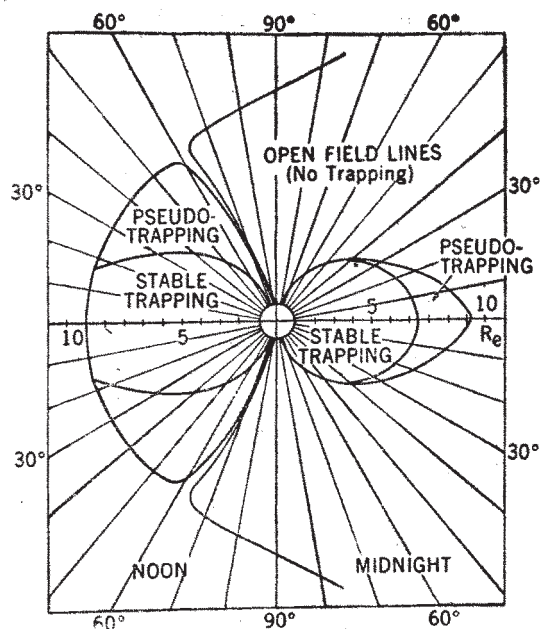 60° 90° 60°
OPEN FIELD LINES
(No Trapping)
30° 30°
PSEUDO-
TRAPPING
PSEUDO-
TRAPPING
STABLE
TRAPPING
5 10
10 5 Re
STABLE
TRAPPING
30° 30°
NOON MIDNIGHT
60° 90° 60°